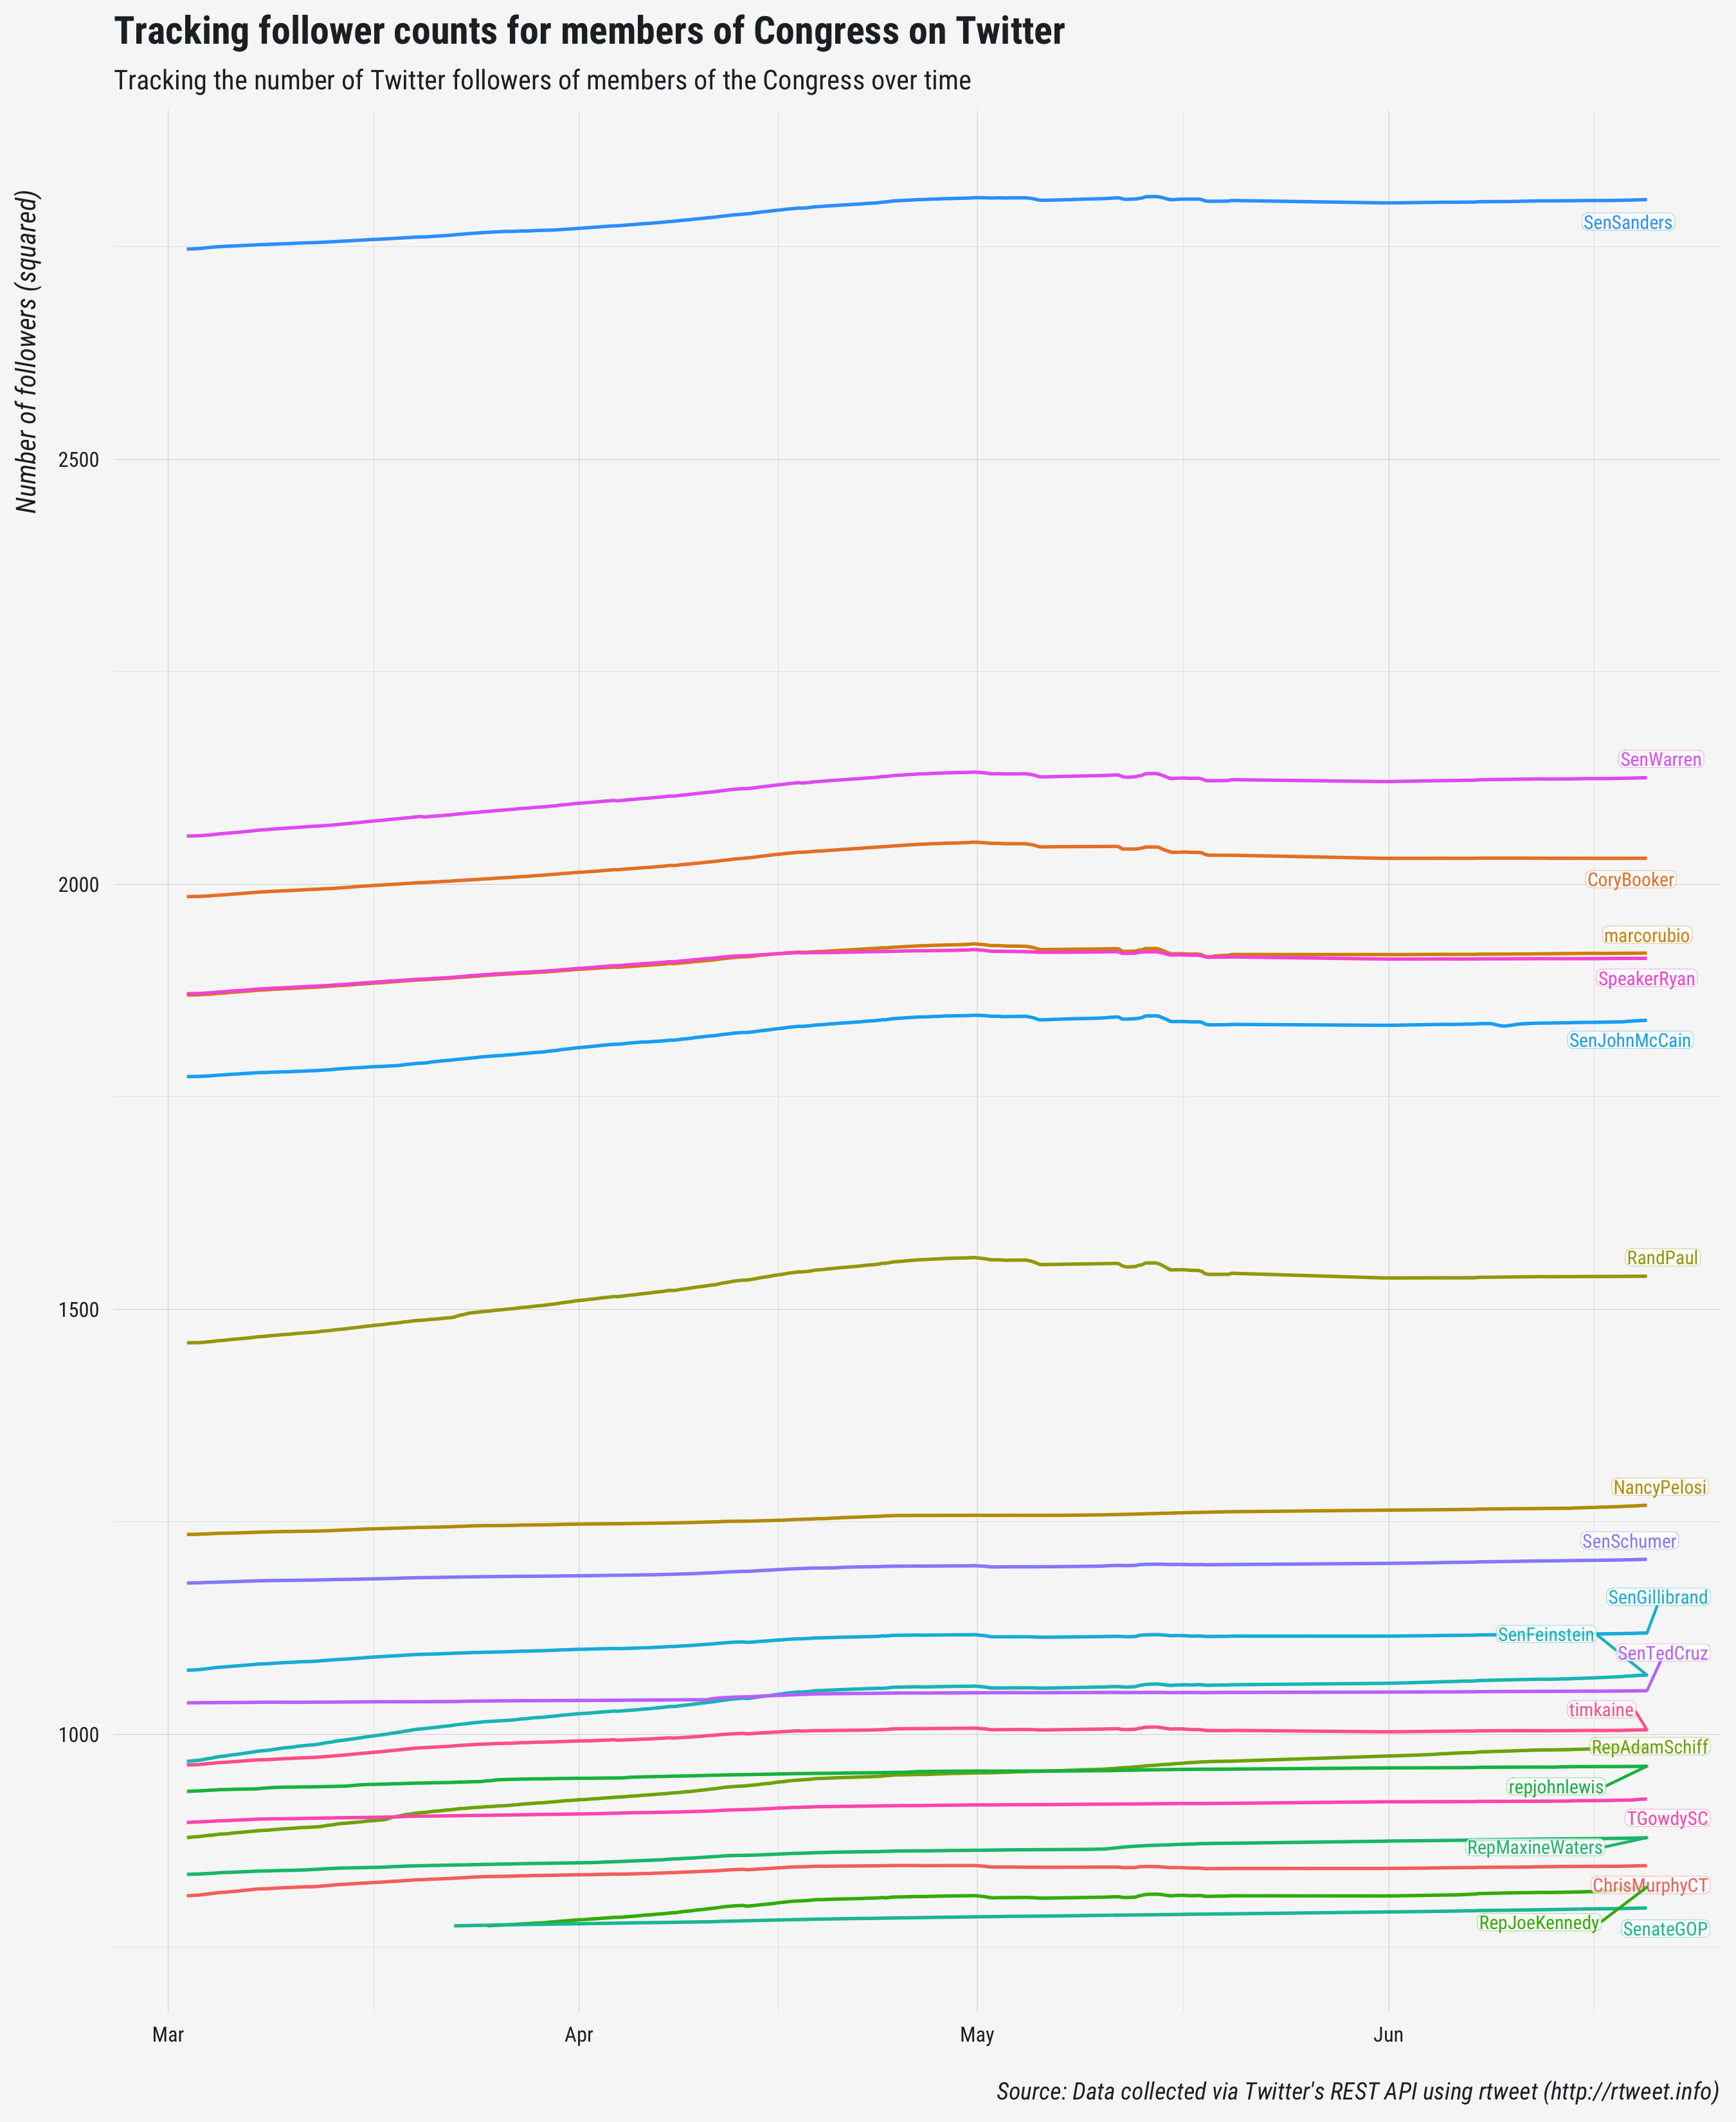 Tracking follower counts for members of Congress on Twitter
Tracking the number of Twitter followers of members of the Congress over time
Number of followers (squared)
2500
2000
1500
1000
SenSanders
SenWarren
CoryBooker
marcorubio
SpeakerRyan
SenJohnMcCain
RandPaul
NancyPelosi
SenSchumer
SenGillibrand
SenFeinstein
SenTedCruz
timkaine
RepAdamSchiff
repjohnlewis
TGowdySC
RepMaxineWaters
ChrisMurphyCT
RepJoeKennedy
SenateGOP
Mar
Apr
May
Jun
Source: Data collected via Twitter's REST API using rtweet (http://rtweet.info)